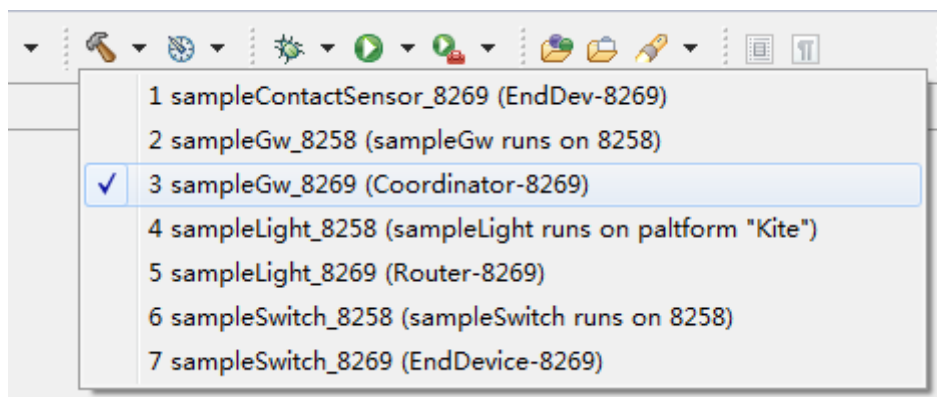 1 sampleContactSensor_8269 (EndDev-8269)
2 sampleGw_8258 (sampleGw runs on 8258)
3 sampleGw_8269 (Coordinator-8269)
4 sampleLight_8258 (sampleLight runs on paltform "Kite")
5 sampleLight_8269 (Router-8269)
6 sampleSwitch_8258 (sampleSwitch runs on 8258)
7 sampleSwitch_8269 (EndDevice-8269)